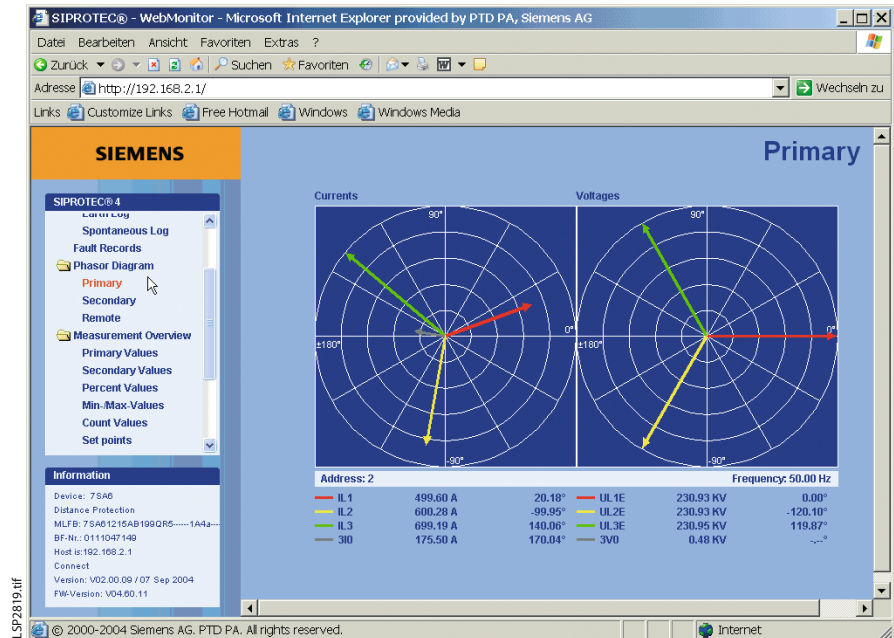 SIPROTEC® - WebMonitor - Microsoft Internet Explorer provided by PTD PA, Siemens AG
Datei Bearbeiten Ansicht Favoriten Extras ?
Zurück Suchen Favoriten
Adresse http://192.168.2.1/ Wechseln zu
Links Customize Links Free Hotmail Windows Windows Media
SIEMENS
Primary
SIPROTEC® 4
Earth Log
Spontaneous Log
Fault Records
Phasor Diagram
Primary
Secondary
Remote
Measurement Overview
Primary Values
Secondary Values
Percent Values
Min-/Max-Values
Count Values
Set points
Information
Device: 7SA6
Distance Protection
MLFB: 7SA61215AB199QR5------1A4a---
BF-Nr.: 0111047149
Host is:192.168.2.1
Connect
Version: V02.00.09 / 07 Sep 2004
FW-Version: V04.60.11
Currents Voltages
90° 90°
0° 0°
±180° ±180°
-90° -90°
Address: 2 Frequency: 50.00 Hz
IL1 499.60 A 20.18° UL1E 230.93 KV 0.00°
IL2 600.28 A -99.95° UL2E 230.93 KV -120.10°
IL3 699.19 A 140.06° UL3E 230.95 KV 119.87°
3I0 175.50 A 170.04° 3V0 0.48 KV -,--°
© 2000-2004 Siemens AG. PTD PA. All rights reserved. Internet
LSP2819.tif